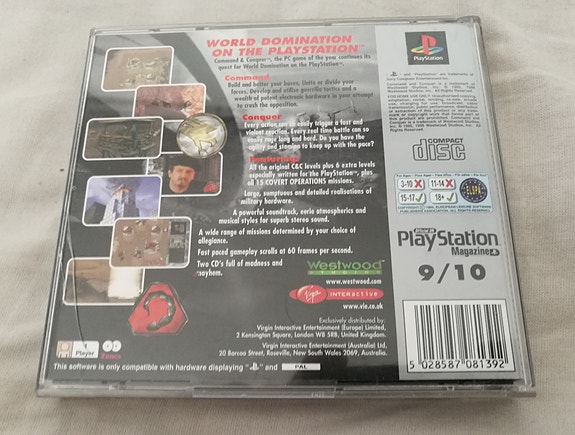 WORLD DOMINATION
ON THE PLAYSTATION™
Command & Conquer™, the PC game of the year continues its
quest for World Domination on the PlayStation™.
Command
Build and better your bases, Unite or divide your
forces. Develop and utilise guerilla tactics and a
wealth of potent electronic hardware in your attempt
to crush the opposition.
Conquer
Every action can so easily trigger a fast and
violent reaction. Every real time battle can so
easily rage long and hard. Do you have the
agility and stamina to keep up with the pace?
All the original C&C levels plus 6 extra levels
especially written for the PlayStation™, plus
all 15 COVERT OPERATIONS missions.
Large, sumptuous and detailed realisations of
military hardware.
A powerful soundtrack, eerie atmospherics and
musical styles for superb stereo sound.
A wide range of missions determined by your choice of
allegiance.
Fast paced gameplay scrolls at 60 frames per second.
Two CD's full of madness and
mayhem.
Westwood
www.westwood.com
Virgin INTERACTIVE
www.vie.co.uk
Exclusively distributed by:
Virgin Interactive Entertainment (Europe) Limited,
2 Kensington Square, London W8 5RB, United Kingdom.
Virgin Interactive Entertainment (Australia) Ltd,
20 Barcoo Street, Roseville, New South Wales 2069, Australia.
1
Player
This software is only compatible with hardware displaying " " and PAL
PlayStation
COMPACT
disc
3-10 11-14
15-17 18+
ELSPA
PlayStation
Magazine
9/10
5 028587 081392